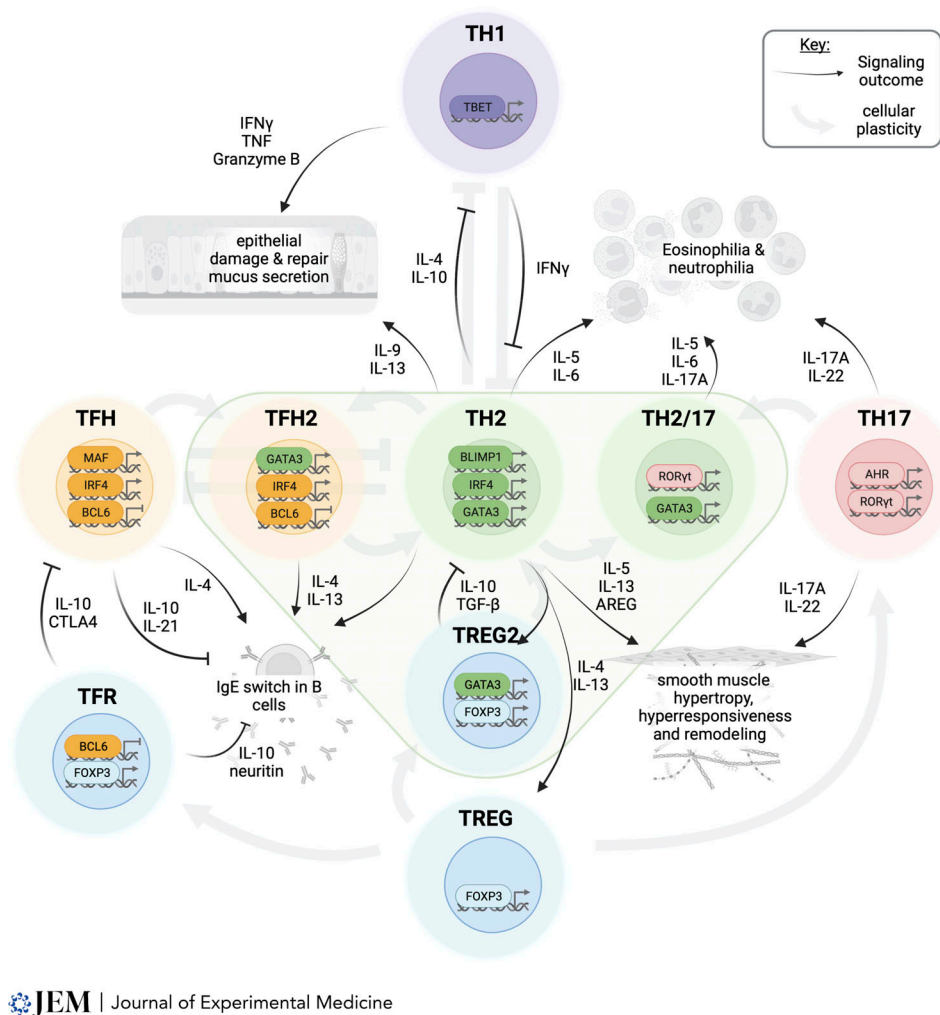 TH1
TBET
Key:
Signaling
outcome
cellular
plasticity
IFNγ
TNF
Granzyme B
epithelial
damage & repair
mucus secretion
IL-4
IL-10
IFNγ
Eosinophilia &
neutrophilia
IL-9
IL-13
IL-5
IL-6
IL-5
IL-6
IL-17A
IL-17A
IL-22
TFH
MAF
IRF4
BCL6
TFH2
GATA3
IRF4
BCL6
TH2
BLIMP1
IRF4
GATA3
TH2/17
RORγt
GATA3
TH17
AHR
RORγt
IL-10
CTLA4
IL-4
IL-10
IL-21
IL-4
IL-13
IL-10
TGF-β
IL-5
IL-13
AREG
IL-17A
IL-22
IgE switch in B
cells
TREG2
GATA3
FOXP3
IL-4
IL-13
smooth muscle
hypertropy,
hyperresponsiveness
and remodeling
TFR
BCL6
FOXP3
IL-10
neuritin
TREG
FOXP3
JEM | Journal of Experimental Medicine